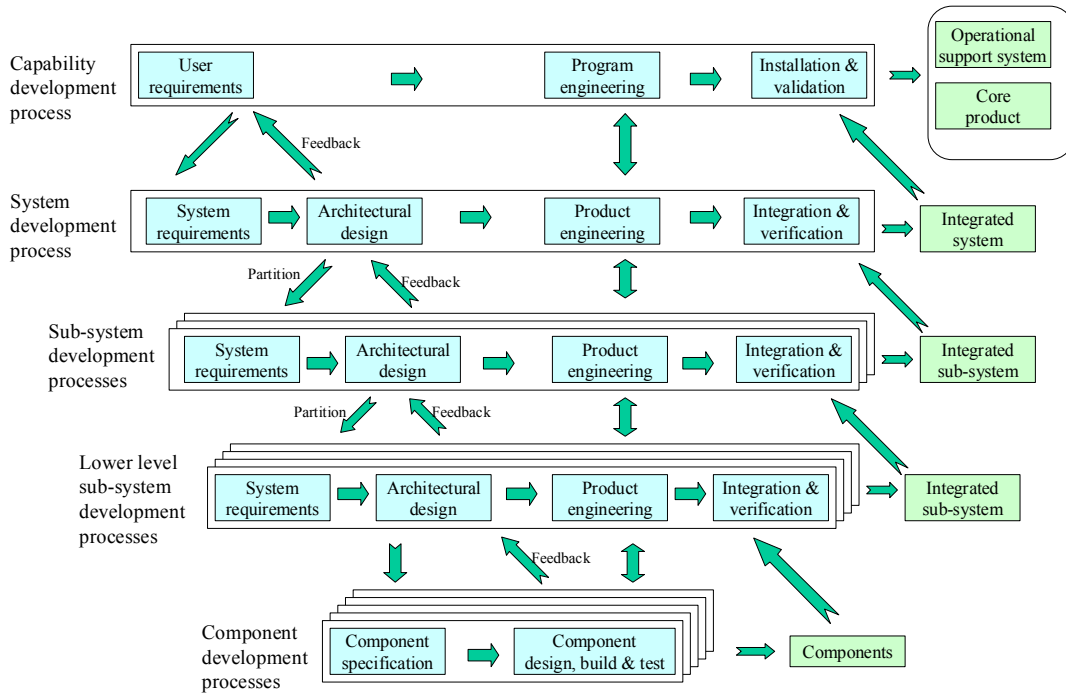 Capability
development
process
User
requirements
Program
engineering
Installation &
validation
Operational
support system
Core
product
Feedback
System
development
process
System
requirements
Architectural
design
Product
engineering
Integration &
verification
Integrated
system
Partition
Feedback
Sub-system
development
processes
System
requirements
Architectural
design
Product
engineering
Integration &
verification
Integrated
sub-system
Partition
Feedback
Lower level
sub-system
development
processes
System
requirements
Architectural
design
Product
engineering
Integration &
verification
Integrated
sub-system
Feedback
Component
development
processes
Component
specification
Component
design, build & test
Components